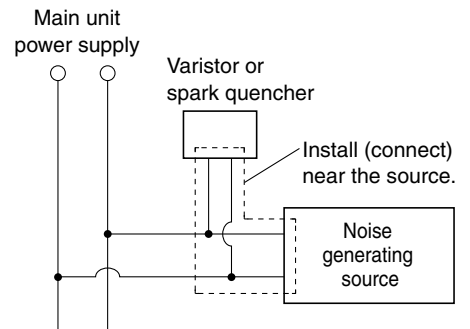 Main unit
power supply
Varistor or
spark quencher
Install (connect)
near the source.
Noise
generating
source